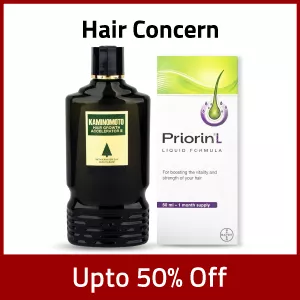 Hair Concern
KAMINOMOTO
HAIR GROWTH
ACCELERATOR II
Priorin L
LIQUID FORMULA
For boosting the vitality and
strength of your hair
50 ml - 1 month supply
BAYER
Upto 50% Off